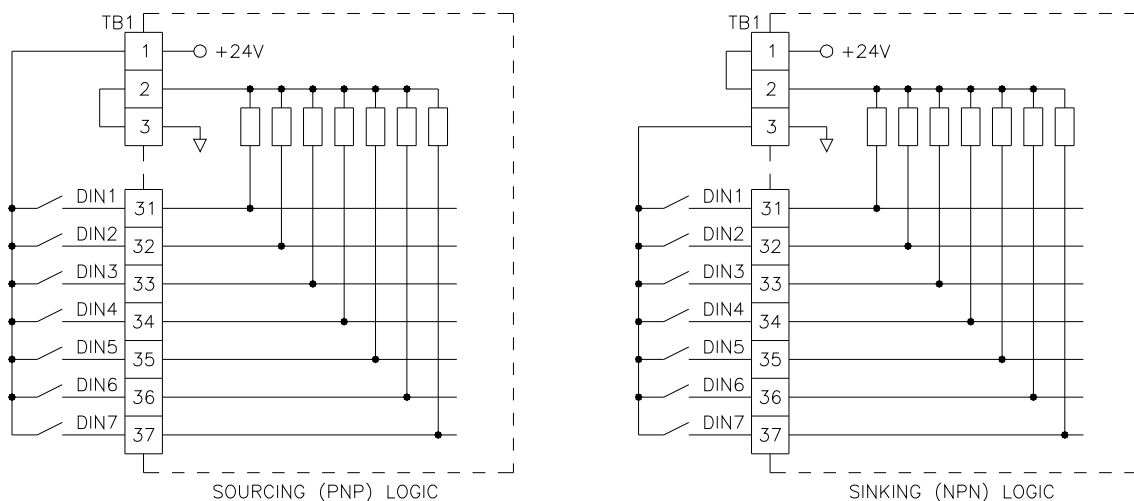 TB1
1
+24V
2
3
DIN1
31
DIN2
32
DIN3
33
DIN4
34
DIN5
35
DIN6
36
DIN7
37
SOURCING (PNP) LOGIC
TB1
1
+24V
2
3
DIN1
31
DIN2
32
DIN3
33
DIN4
34
DIN5
35
DIN6
36
DIN7
37
SINKING (NPN) LOGIC